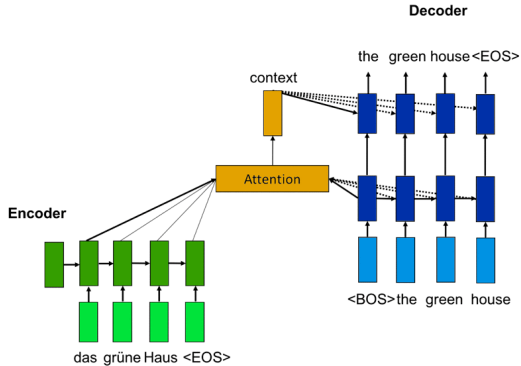 Decoder
the green house <EOS>
context
Attention
Encoder
<BOS> the green house
das grüne Haus <EOS>